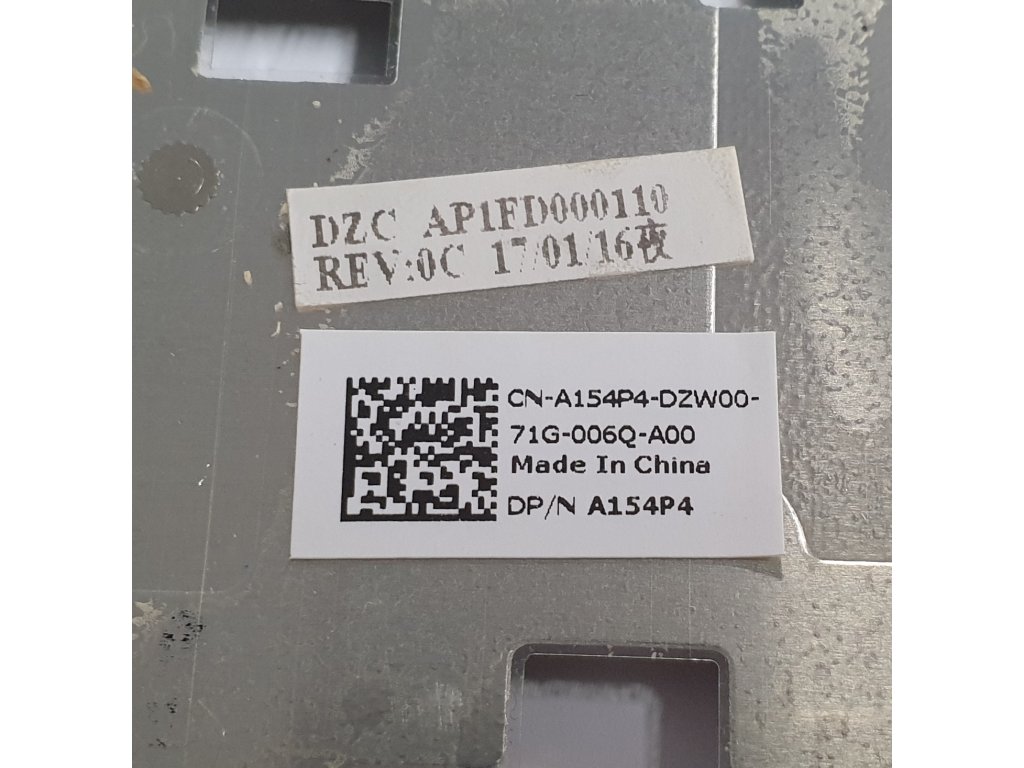 DZC AP1FD000110
REV:0C 17/01/16夜
CN-A154P4-DZW00-
71G-006Q-A00
Made In China
DP/N A154P4